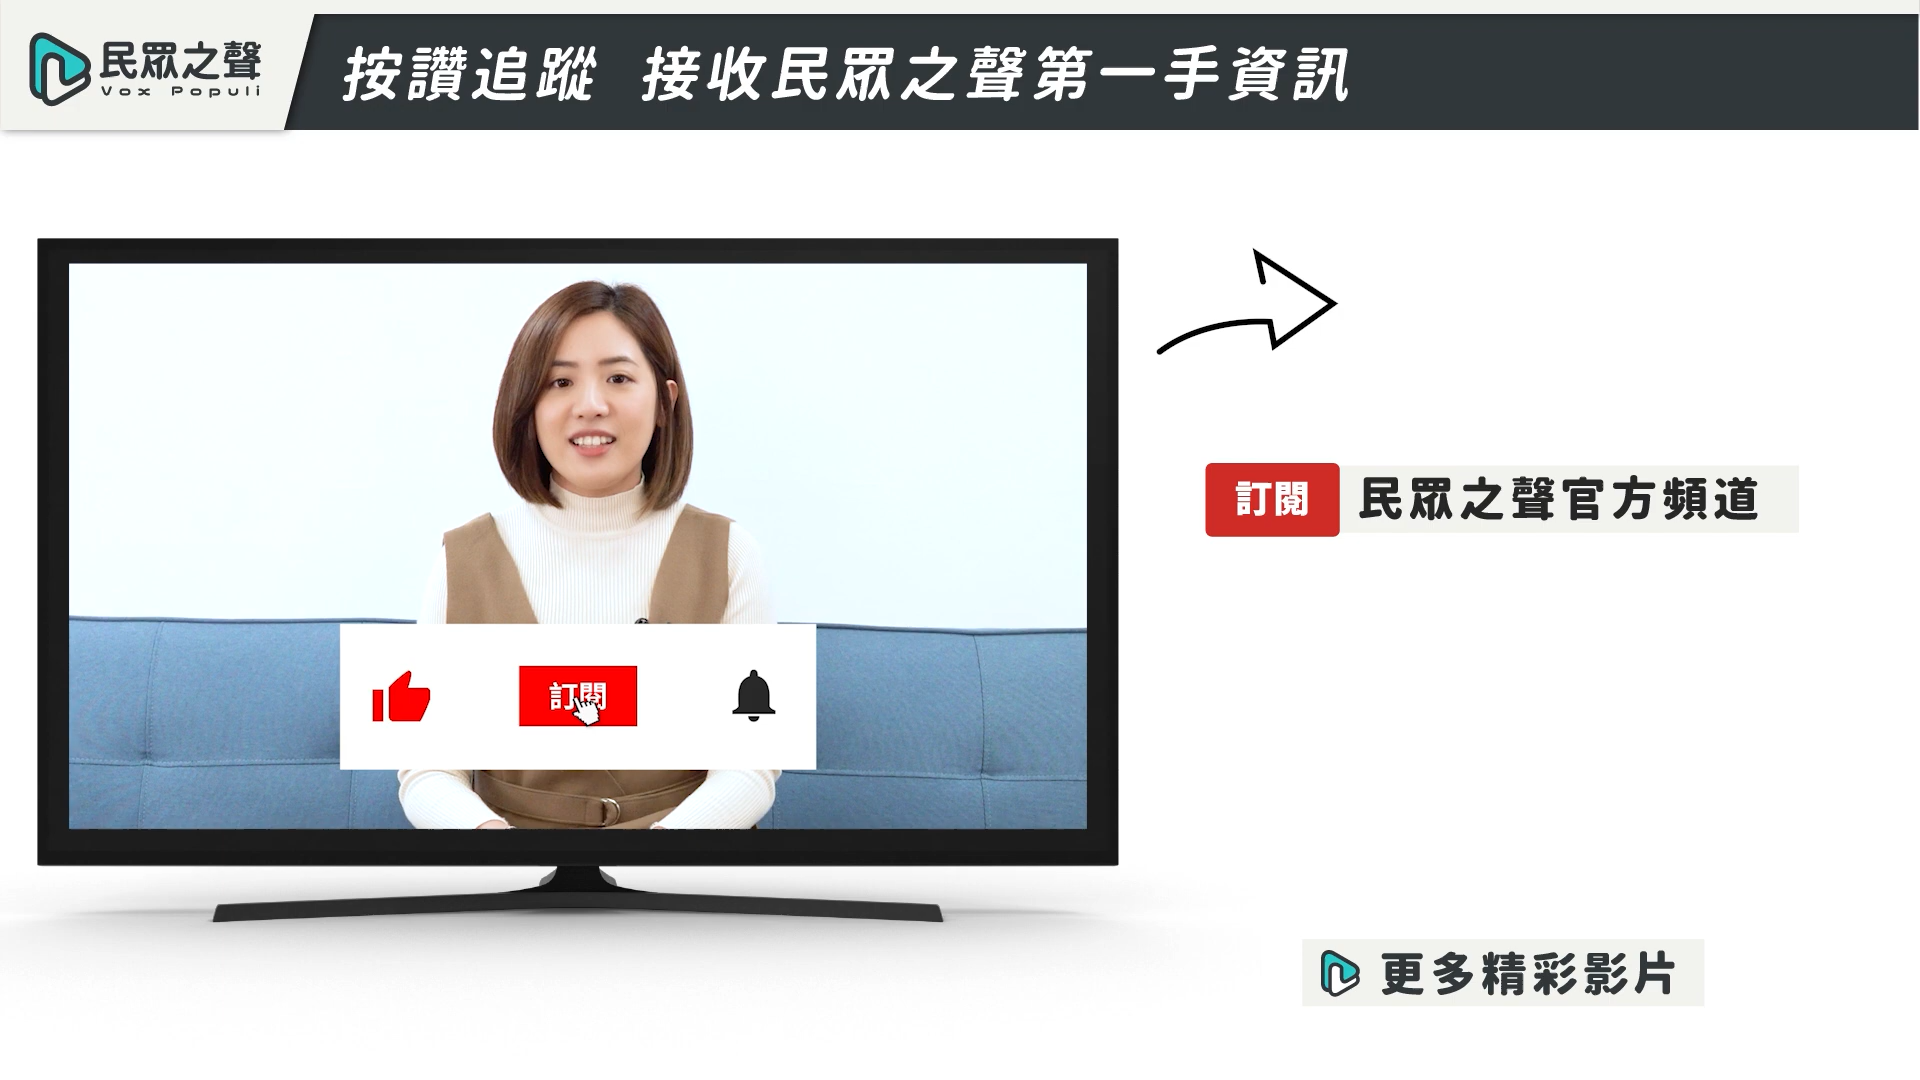 民眾之聲
Vox Populi
按讚追蹤 接收民眾之聲第一手資訊
訂閱
訂閱 民眾之聲官方頻道
更多精彩影片